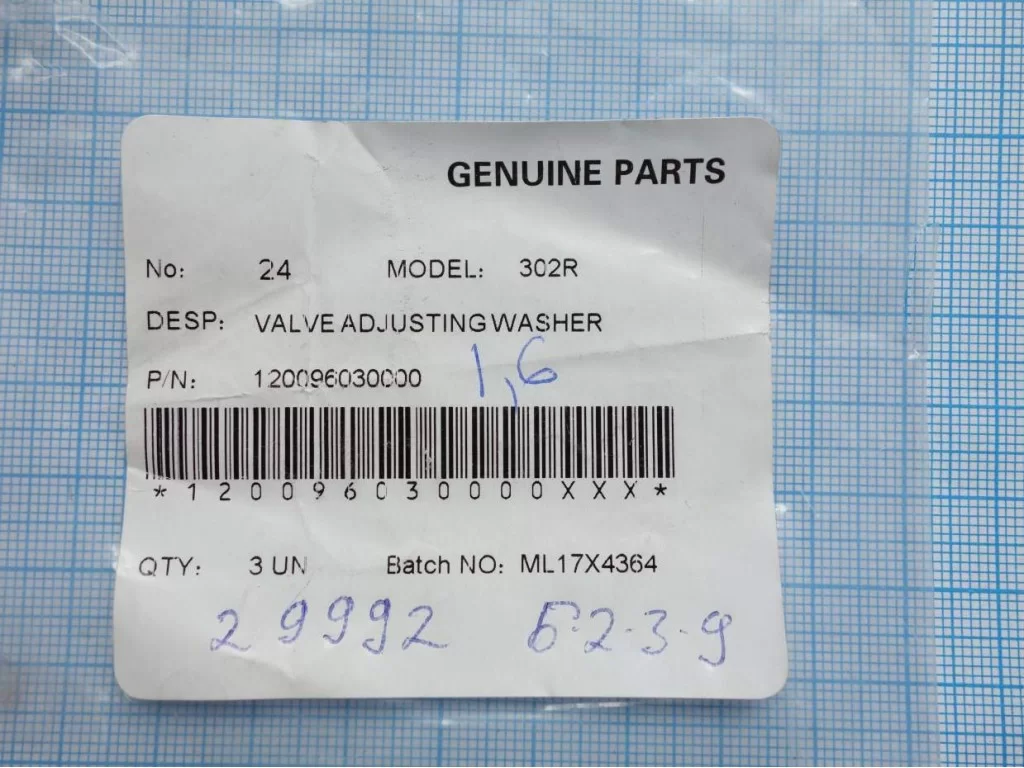 GENUINE PARTS
No: 24 MODEL: 302R
DESP: VALVE ADJUSTING WASHER
1,6
P/N: 120096030000
*120096030000XXX*
QTY: 3 UN Batch NO: ML17X4364
29992 Б-2-3-9